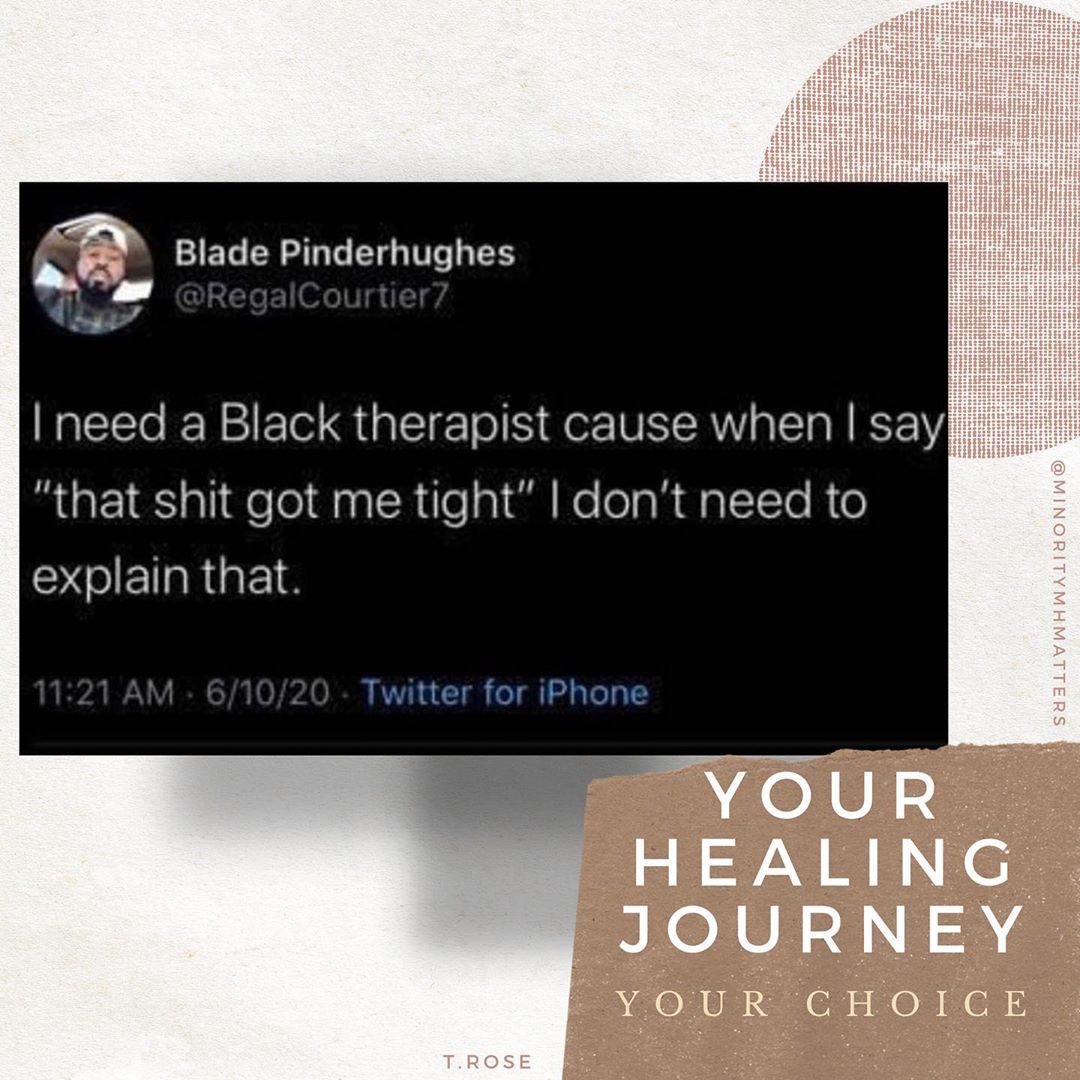 Blade Pinderhughes
@RegalCourtier7
I need a Black therapist cause when I say
“that shit got me tight” I don’t need to
explain that.
11:21 AM · 6/10/20 · Twitter for iPhone
@MINORITYMHMATTERS
YOUR
HEALING
JOURNEY
YOUR CHOICE
T.ROSE